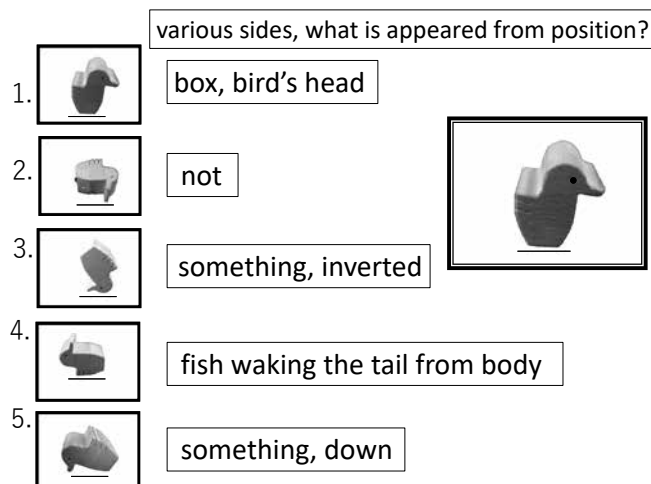 various sides, what is appeared from position?
1.
box, bird's head
2.
not
3.
something, inverted
4.
fish waking the tail from body
5.
something, down